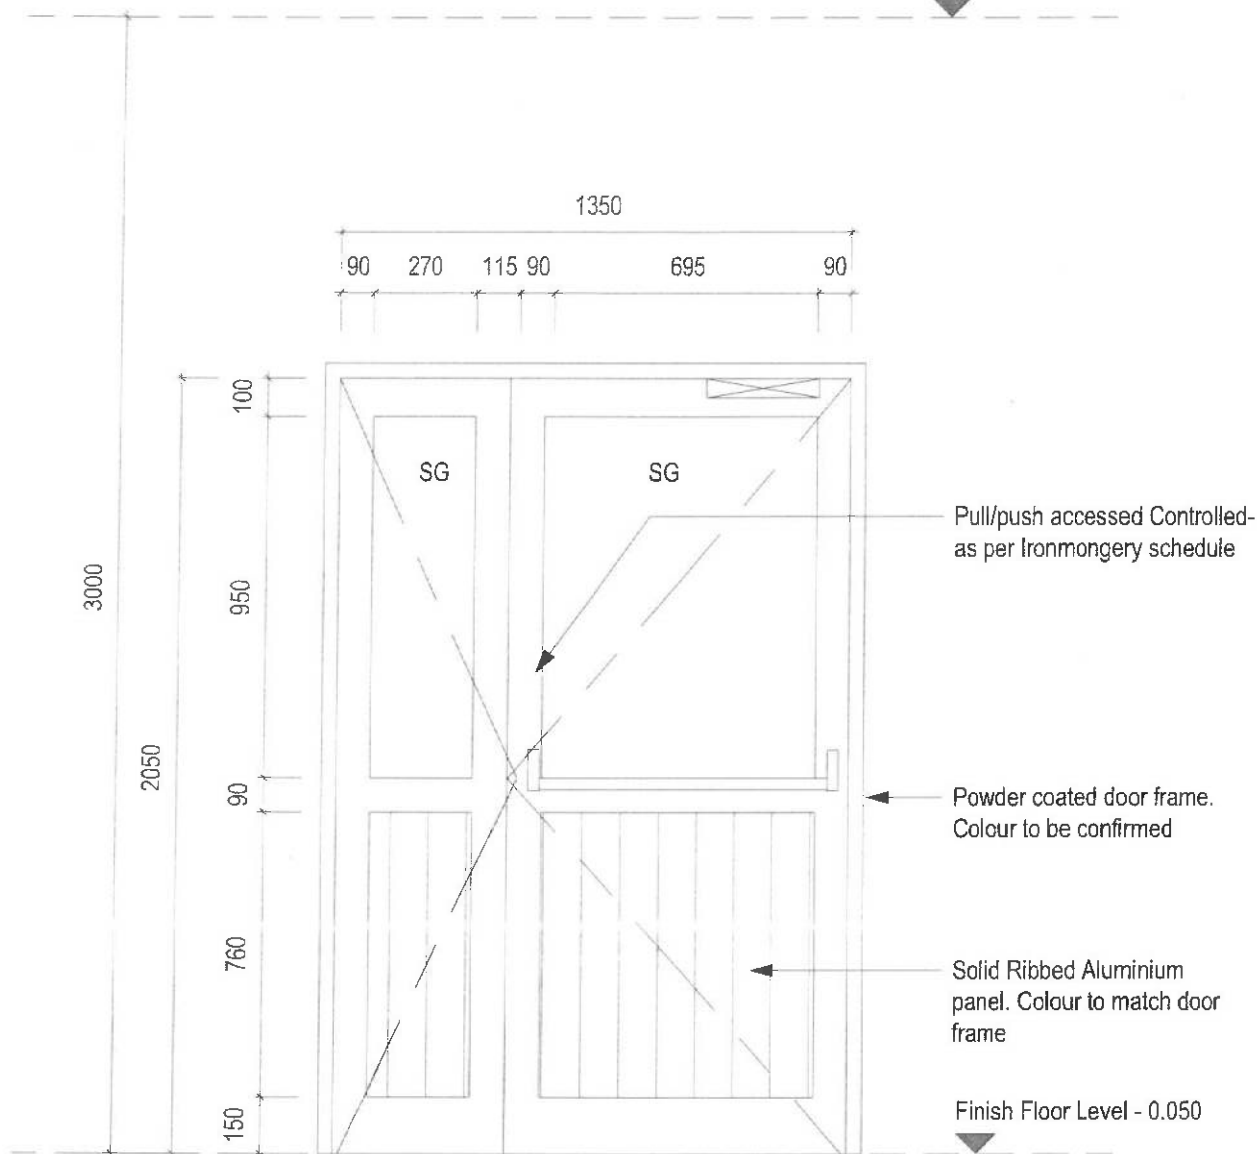 1350
90 270 115 90 695 90
100
SG SG
Pull/push accessed Controlled-
as per Ironmongery schedule
950
3000
2050
90
Powder coated door frame.
Colour to be confirmed
760
Solid Ribbed Aluminium
panel. Colour to match door
frame
150
Finish Floor Level - 0.050